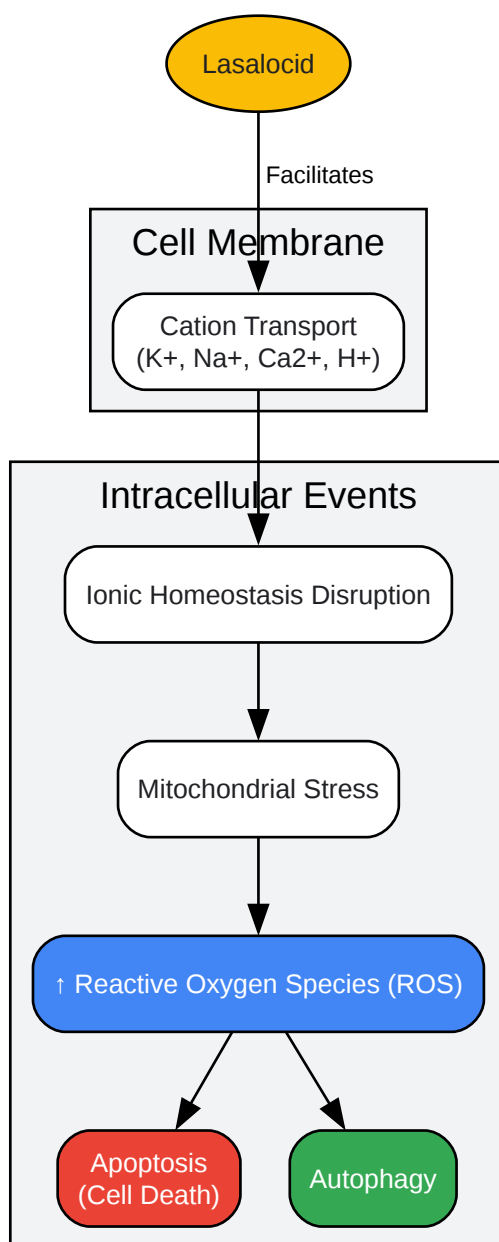 Lasalocid
Facilitates
Cell Membrane
Cation Transport
(K+, Na+, Ca2+, H+)
Intracellular Events
Ionic Homeostasis Disruption
Mitochondrial Stress
↑ Reactive Oxygen Species (ROS)
Apoptosis
(Cell Death)
Autophagy